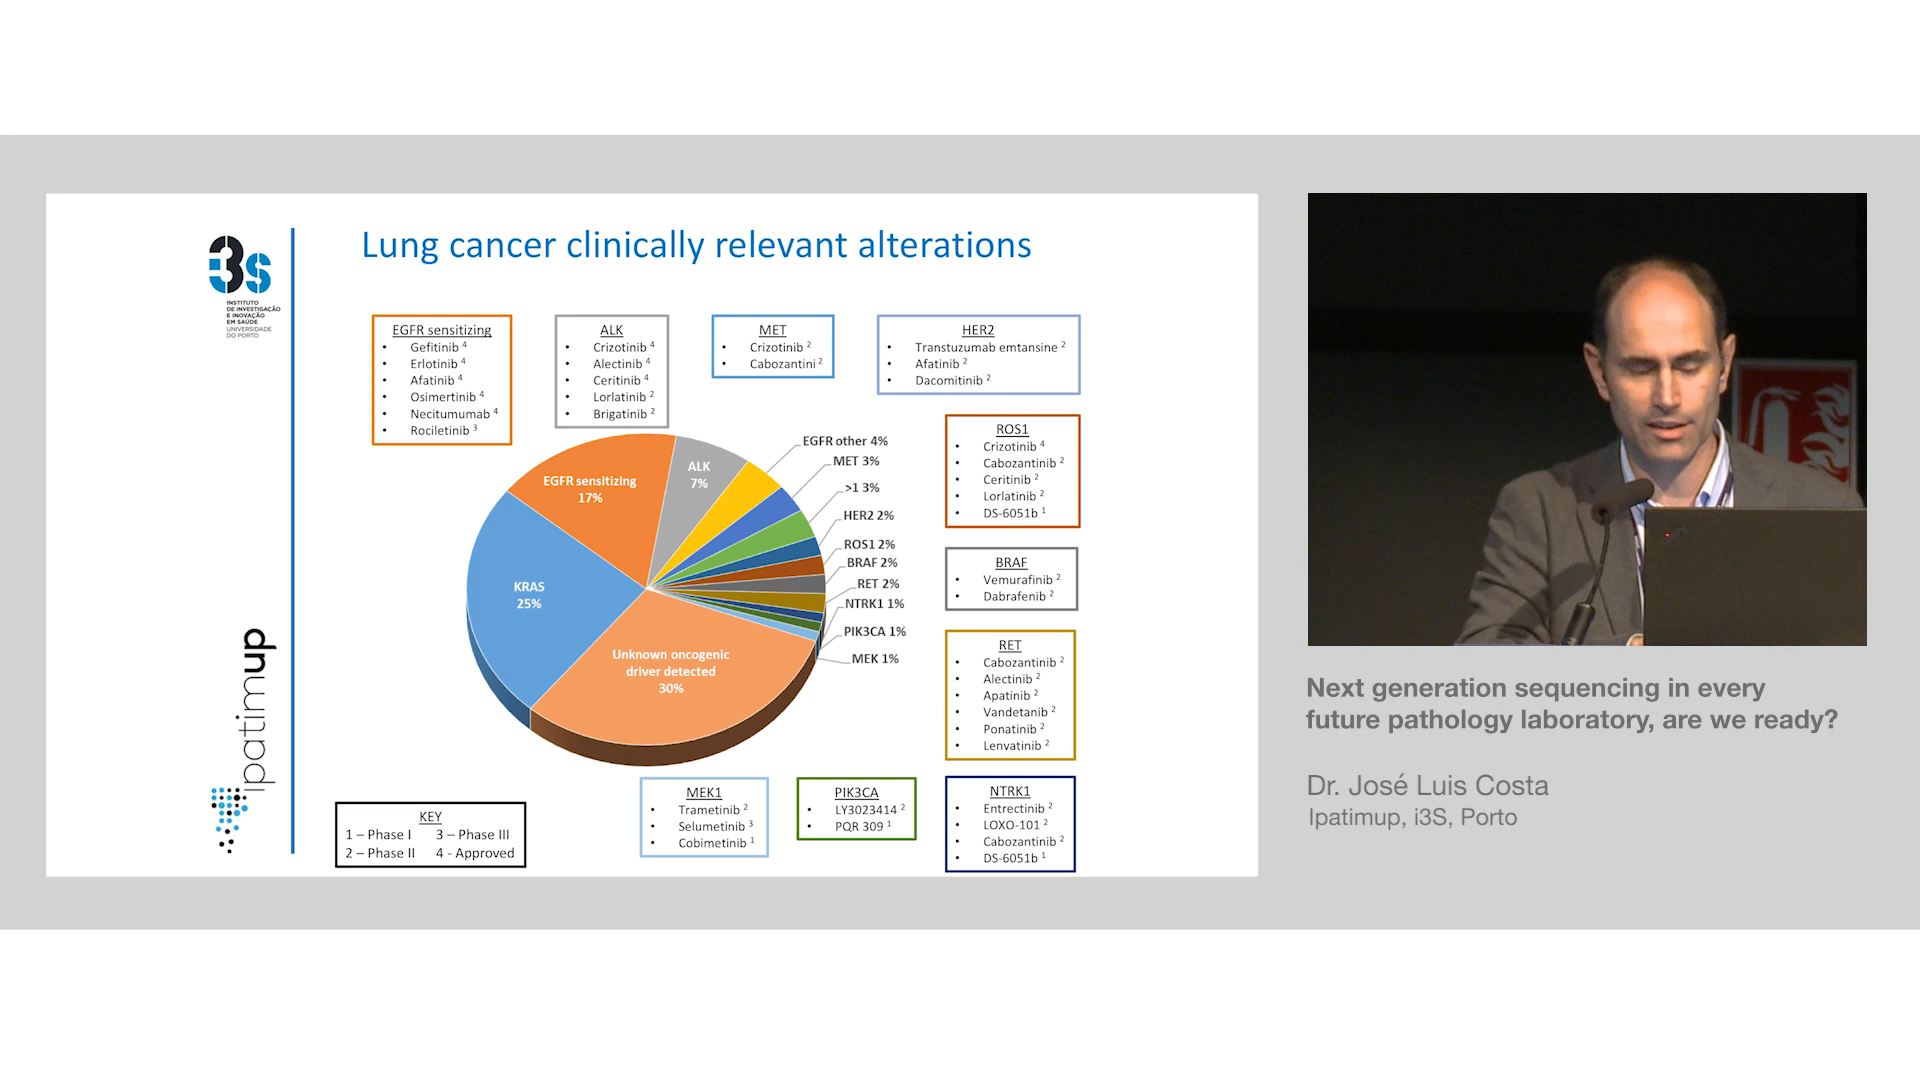 3s
INSTITUTO
DE INVESTIGAÇÃO
E INOVAÇÃO
EM SAÚDE
UNIVERSIDADE
DO PORTO
ipatimup
Lung cancer clinically relevant alterations
EGFR sensitizing
• Gefitinib 4
• Erlotinib 4
• Afatinib 4
• Osimertinib 4
• Necitumumab 4
• Rociletinib 3
ALK
• Crizotinib 4
• Alectinib 4
• Ceritinib 4
• Lorlatinib 2
• Brigatinib 2
MET
• Crizotinib 2
• Cabozantini 2
HER2
• Transtuzumab emtansine 2
• Afatinib 2
• Dacomitinib 2
ROS1
• Crizotinib 4
• Cabozantinib 2
• Ceritinib 2
• Lorlatinib 2
• DS-6051b 1
BRAF
• Vemurafinib 2
• Dabrafenib 2
RET
• Cabozantinib 2
• Alectinib 2
• Apatinib 2
• Vandetanib 2
• Ponatinib 2
• Lenvatinib 2
NTRK1
• Entrectinib 2
• LOXO-101 2
• Cabozantinib 2
• DS-6051b 1
PIK3CA
• LY3023414 2
• PQR 309 1
MEK1
• Trametinib 2
• Selumetinib 3
• Cobimetinib 1
EGFR sensitizing
17%
ALK
7%
EGFR other 4%
MET 3%
>1 3%
HER2 2%
ROS1 2%
BRAF 2%
RET 2%
NTRK1 1%
PIK3CA 1%
MEK 1%
KRAS
25%
Unknown oncogenic
driver detected
30%
KEY
1 – Phase I 3 – Phase III
2 – Phase II 4 - Approved
Next generation sequencing in every
future pathology laboratory, are we ready?
Dr. José Luis Costa
Ipatimup, i3S, Porto